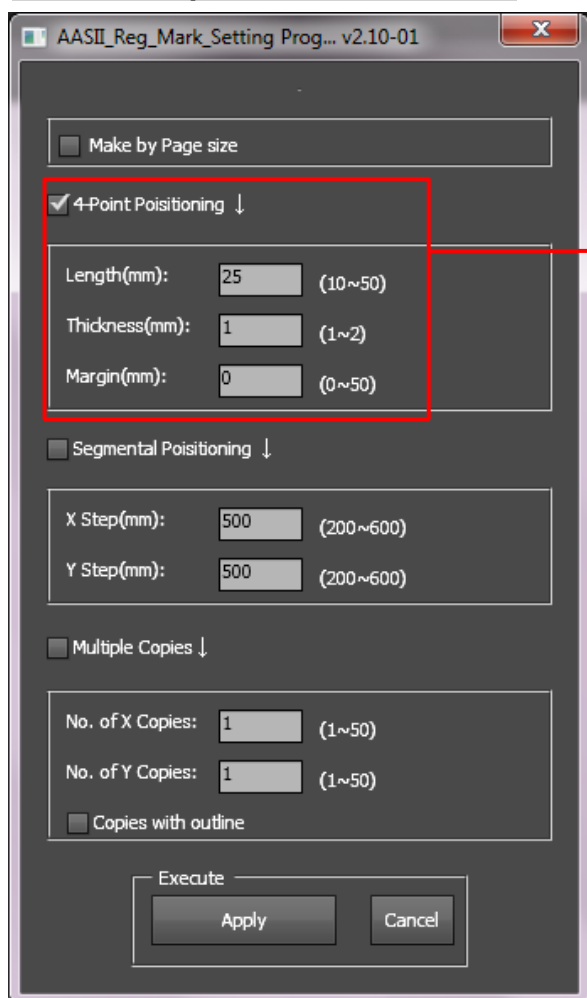 AASII_Reg_Mark_Setting Prog... v2.10-01
Make by Page size
4-Point Poisitioning ↓
Length(mm): 25 (10~50)
Thickness(mm): 1 (1~2)
Margin(mm): 0 (0~50)
Segmental Poisitioning ↓
X Step(mm): 500 (200~600)
Y Step(mm): 500 (200~600)
Multiple Copies ↓
No. of X Copies: 1 (1~50)
No. of Y Copies: 1 (1~50)
Copies with outline
Execute
Apply Cancel